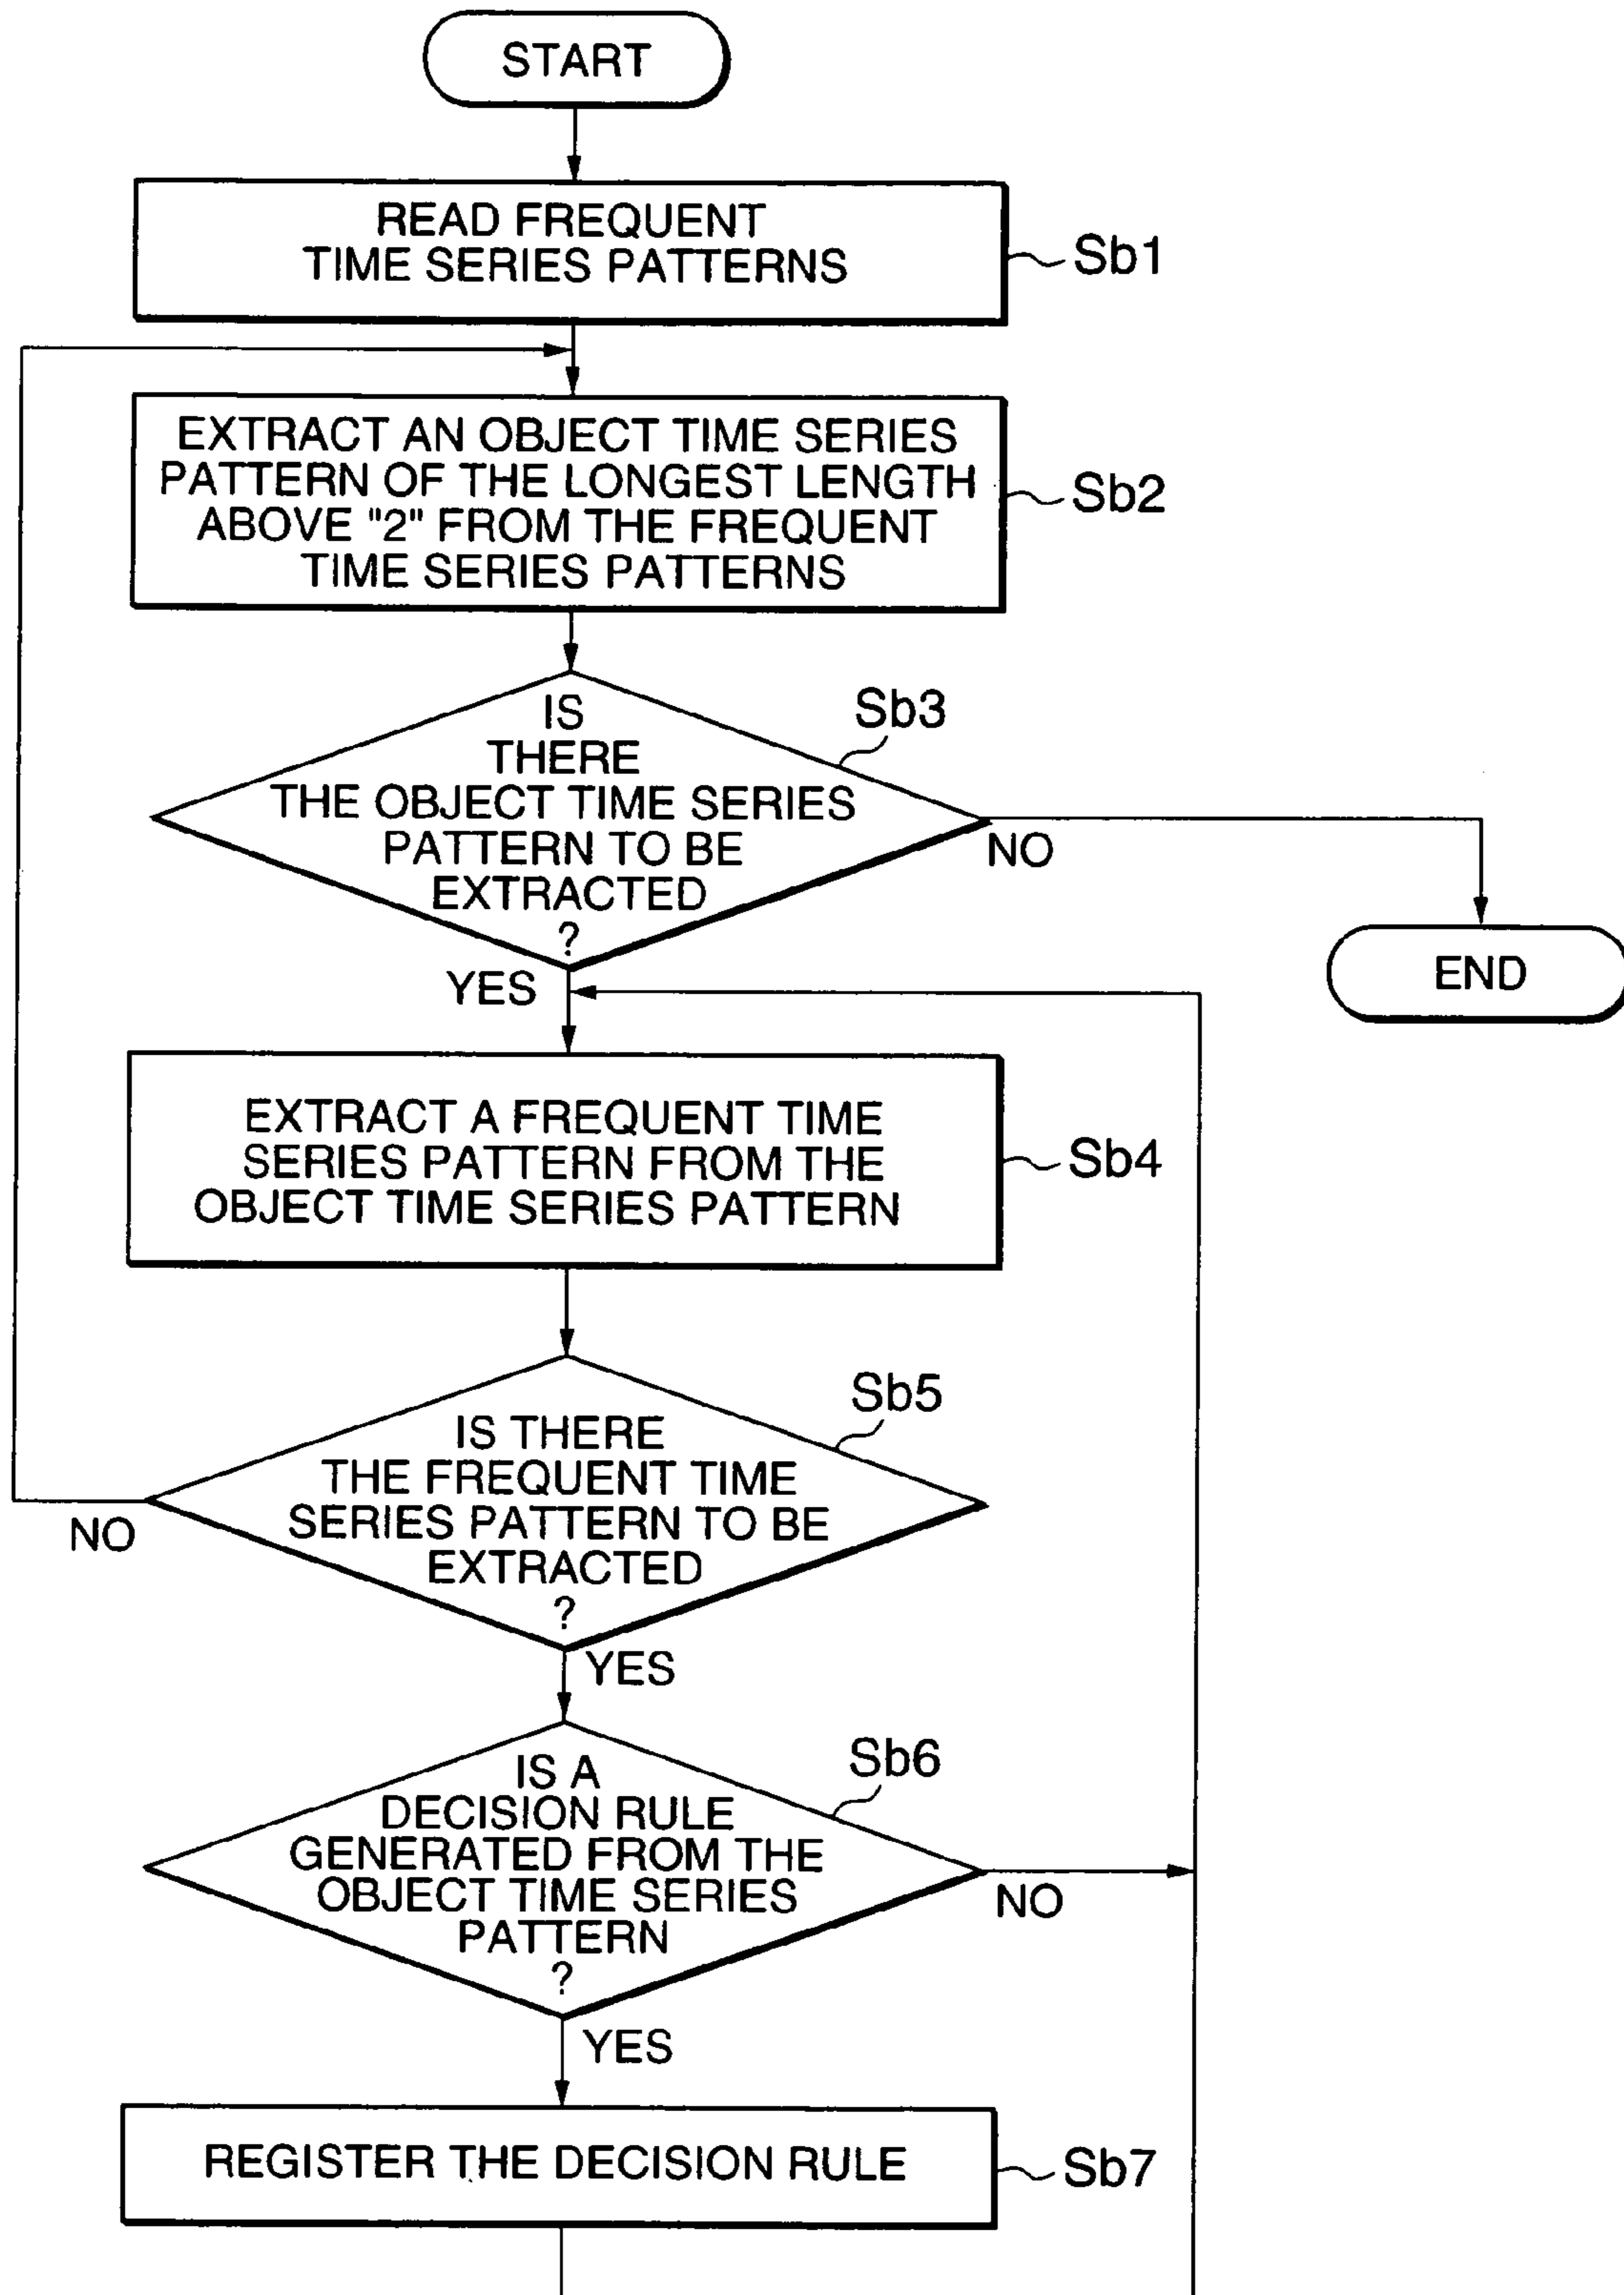 START
READ FREQUENT
TIME SERIES PATTERNS
Sb1
EXTRACT AN OBJECT TIME SERIES
PATTERN OF THE LONGEST LENGTH
ABOVE "2" FROM THE FREQUENT
TIME SERIES PATTERNS
Sb2
IS
THERE
THE OBJECT TIME SERIES
PATTERN TO BE
EXTRACTED
?
Sb3
NO
END
YES
EXTRACT A FREQUENT TIME
SERIES PATTERN FROM THE
OBJECT TIME SERIES PATTERN
Sb4
IS THERE
THE FREQUENT TIME
SERIES PATTERN TO BE
EXTRACTED
?
Sb5
NO
YES
IS A
DECISION RULE
GENERATED FROM THE
OBJECT TIME SERIES
PATTERN
?
Sb6
NO
YES
REGISTER THE DECISION RULE
Sb7